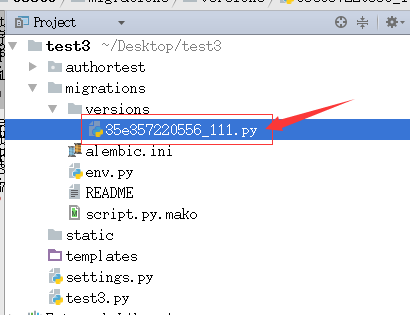 Project
test3 ~/Desktop/test3
authortest
migrations
versions
35e357220556_111.py
alembic.ini
env.py
README
script.py.mako
static
templates
settings.py
test3.py